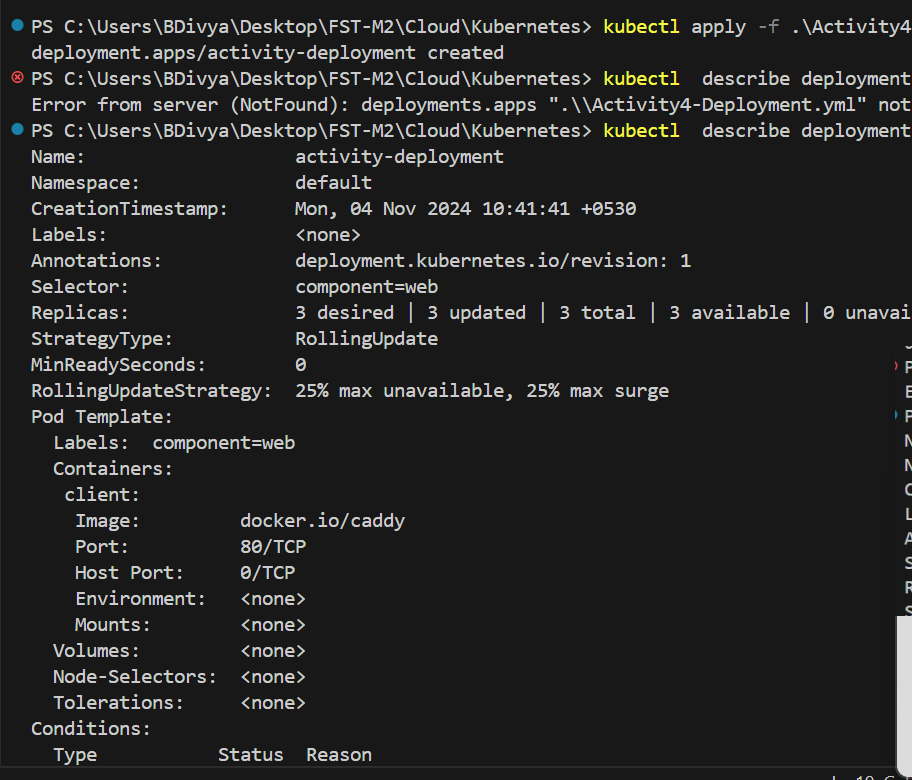 PS C:\Users\BDivya\Desktop\FST-M2\Cloud\Kubernetes> kubectl apply -f .\Activity4
deployment.apps/activity-deployment created
PS C:\Users\BDivya\Desktop\FST-M2\Cloud\Kubernetes> kubectl  describe deployment
Error from server (NotFound): deployments.apps ".\\Activity4-Deployment.yml" not
PS C:\Users\BDivya\Desktop\FST-M2\Cloud\Kubernetes> kubectl  describe deployment
Name:                   activity-deployment
Namespace:              default
CreationTimestamp:      Mon, 04 Nov 2024 10:41:41 +0530
Labels:                 <none>
Annotations:            deployment.kubernetes.io/revision: 1
Selector:               component=web
Replicas:               3 desired | 3 updated | 3 total | 3 available | 0 unavai
StrategyType:           RollingUpdate
MinReadySeconds:        0
RollingUpdateStrategy:  25% max unavailable, 25% max surge
Pod Template:
  Labels:  component=web
  Containers:
   client:
    Image:         docker.io/caddy
    Port:          80/TCP
    Host Port:     0/TCP
    Environment:   <none>
    Mounts:        <none>
  Volumes:         <none>
  Node-Selectors:  <none>
  Tolerations:     <none>
Conditions:
  Type           Status  Reason